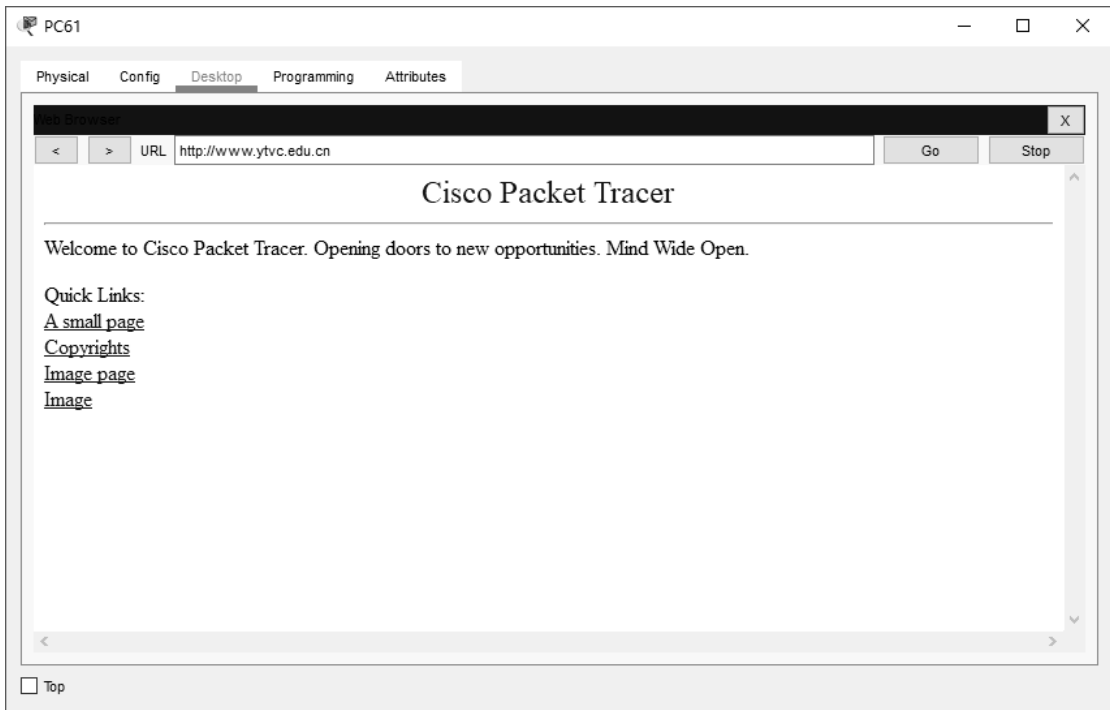 PC61
Physical Config Desktop Programming Attributes
Web Browser
X
< > URL http://www.ytvc.edu.cn Go Stop
Cisco Packet Tracer
Welcome to Cisco Packet Tracer. Opening doors to new opportunities. Mind Wide Open.
Quick Links:
A small page
Copyrights
Image page
Image
Top